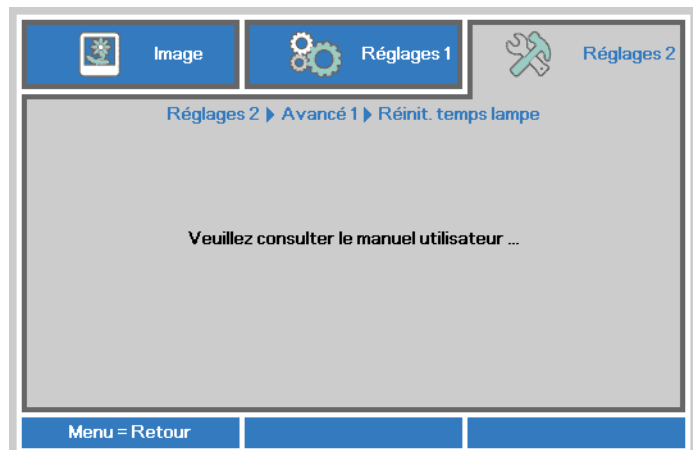 Image
Réglages 1
Réglages 2
Réglages 2 Avancé 1 Réinit. temps lampe
Veuillez consulter le manuel utilisateur ...
Menu = Retour